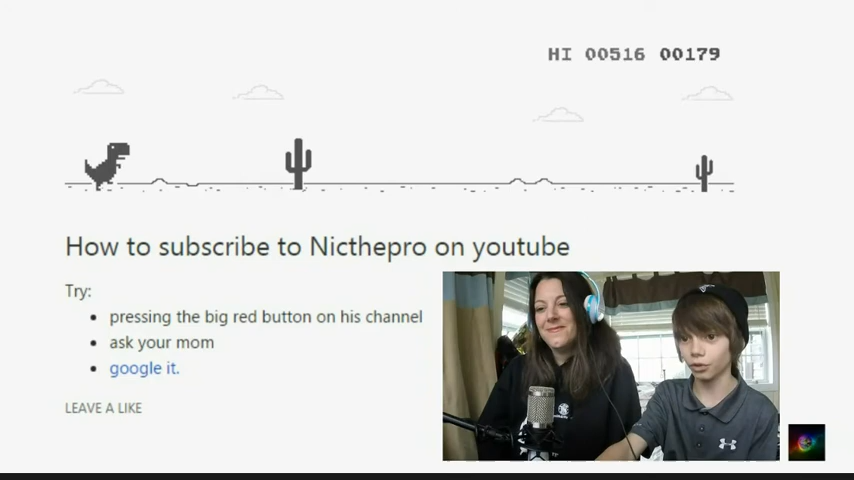 HI 00516 00179
How to subscribe to Nicthepro on youtube
Try:
pressing the big red button on his channel
ask your mom
google it.
LEAVE A LIKE